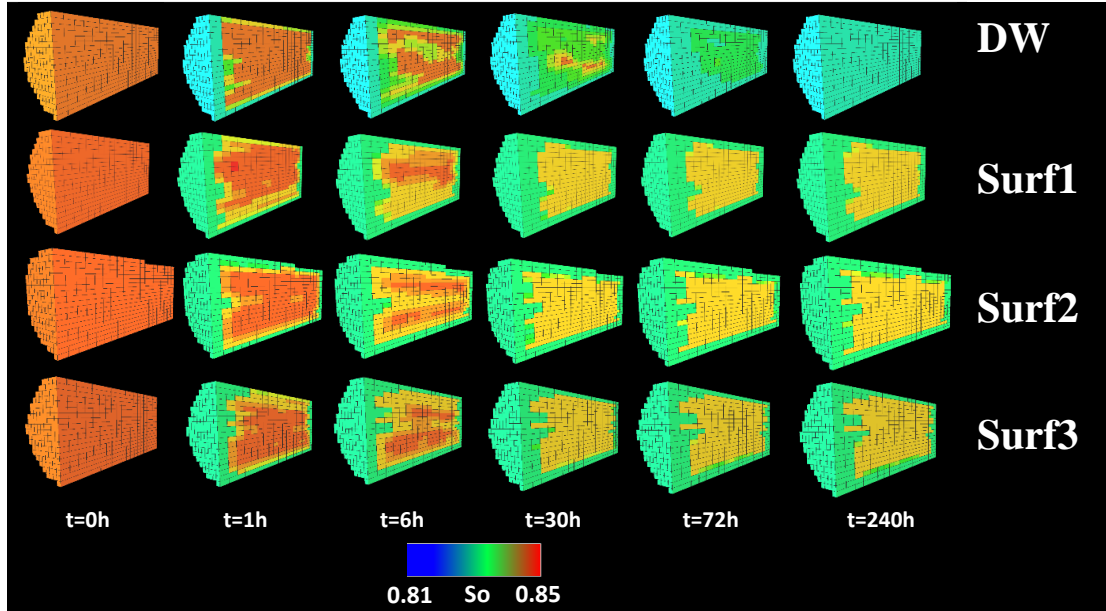 DW
Surf1
Surf2
Surf3
t=0h t=1h t=6h t=30h t=72h t=240h
0.81 So 0.85